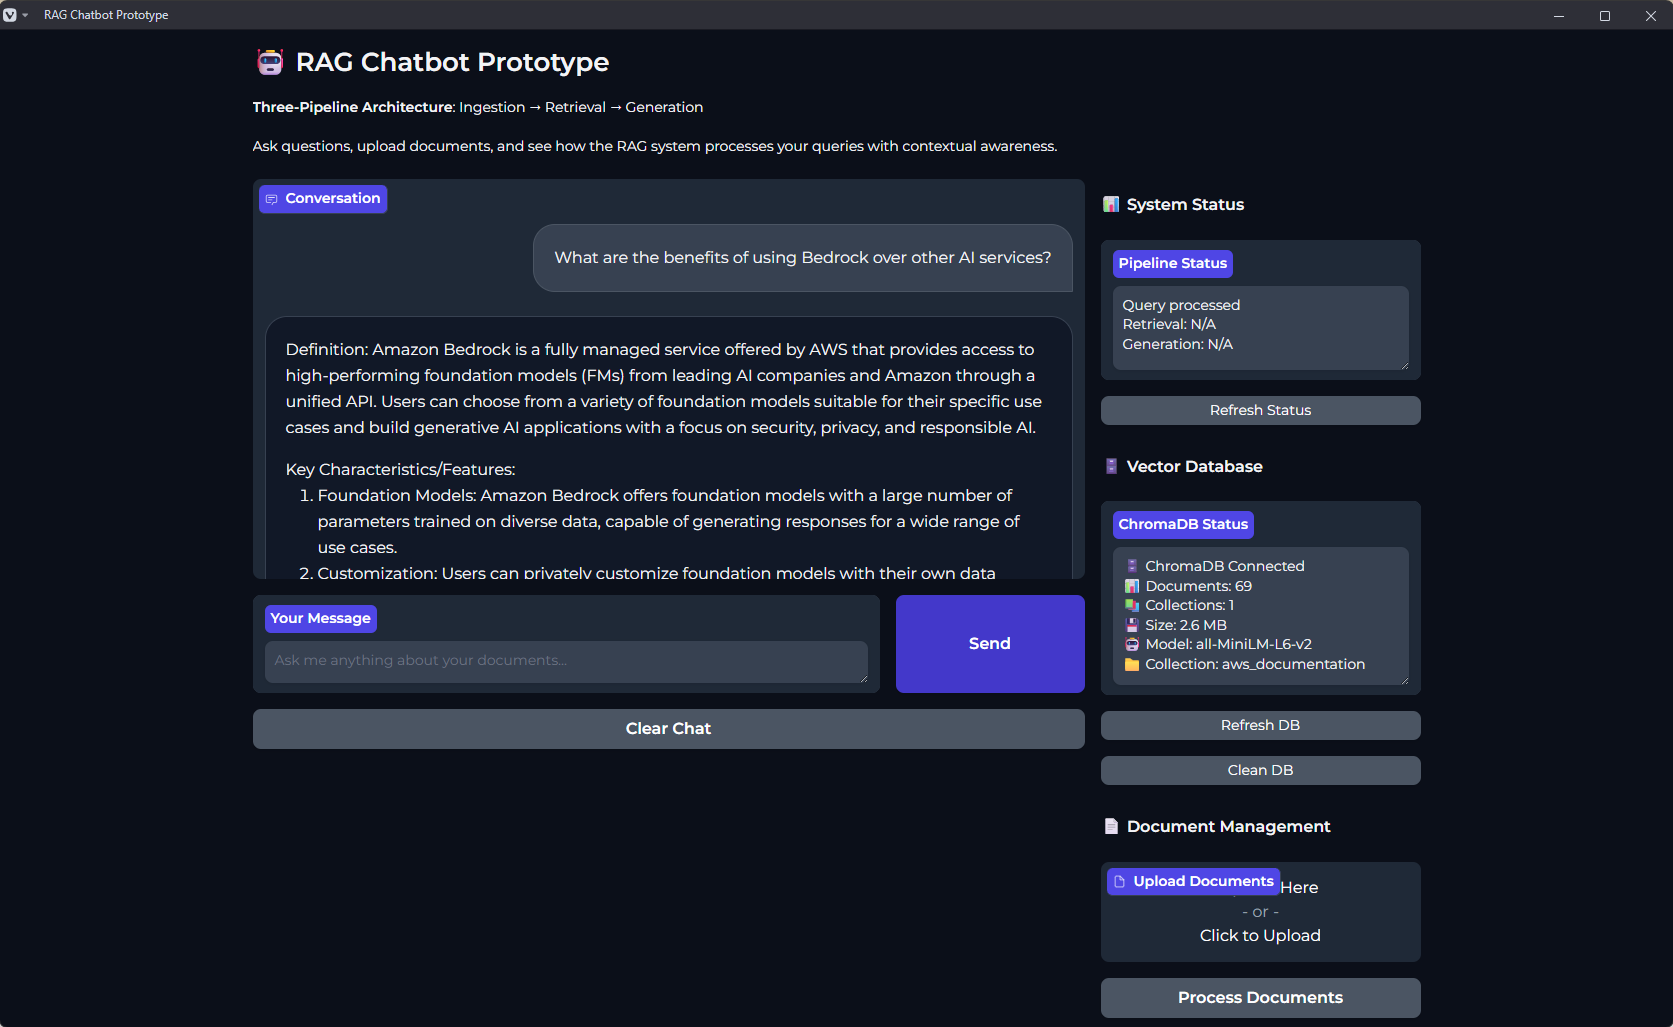 RAG Chatbot Prototype
RAG Chatbot Prototype
Three-Pipeline Architecture: Ingestion → Retrieval → Generation
Ask questions, upload documents, and see how the RAG system processes your queries with contextual awareness.
Conversation
What are the benefits of using Bedrock over other AI services?
Definition: Amazon Bedrock is a fully managed service offered by AWS that provides access to
high-performing foundation models (FMs) from leading AI companies and Amazon through a
unified API. Users can choose from a variety of foundation models suitable for their specific use
cases and build generative AI applications with a focus on security, privacy, and responsible AI.
Key Characteristics/Features:
1. Foundation Models: Amazon Bedrock offers foundation models with a large number of
parameters trained on diverse data, capable of generating responses for a wide range of
use cases.
2. Customization: Users can privately customize foundation models with their own data
Your Message
Ask me anything about your documents...
Send
Clear Chat
System Status
Pipeline Status
Query processed
Retrieval: N/A
Generation: N/A
Refresh Status
Vector Database
ChromaDB Status
ChromaDB Connected
Documents: 69
Collections: 1
Size: 2.6 MB
Model: all-MiniLM-L6-v2
Collection: aws_documentation
Refresh DB
Clean DB
Document Management
Upload Documents
Here
- or -
Click to Upload
Process Documents